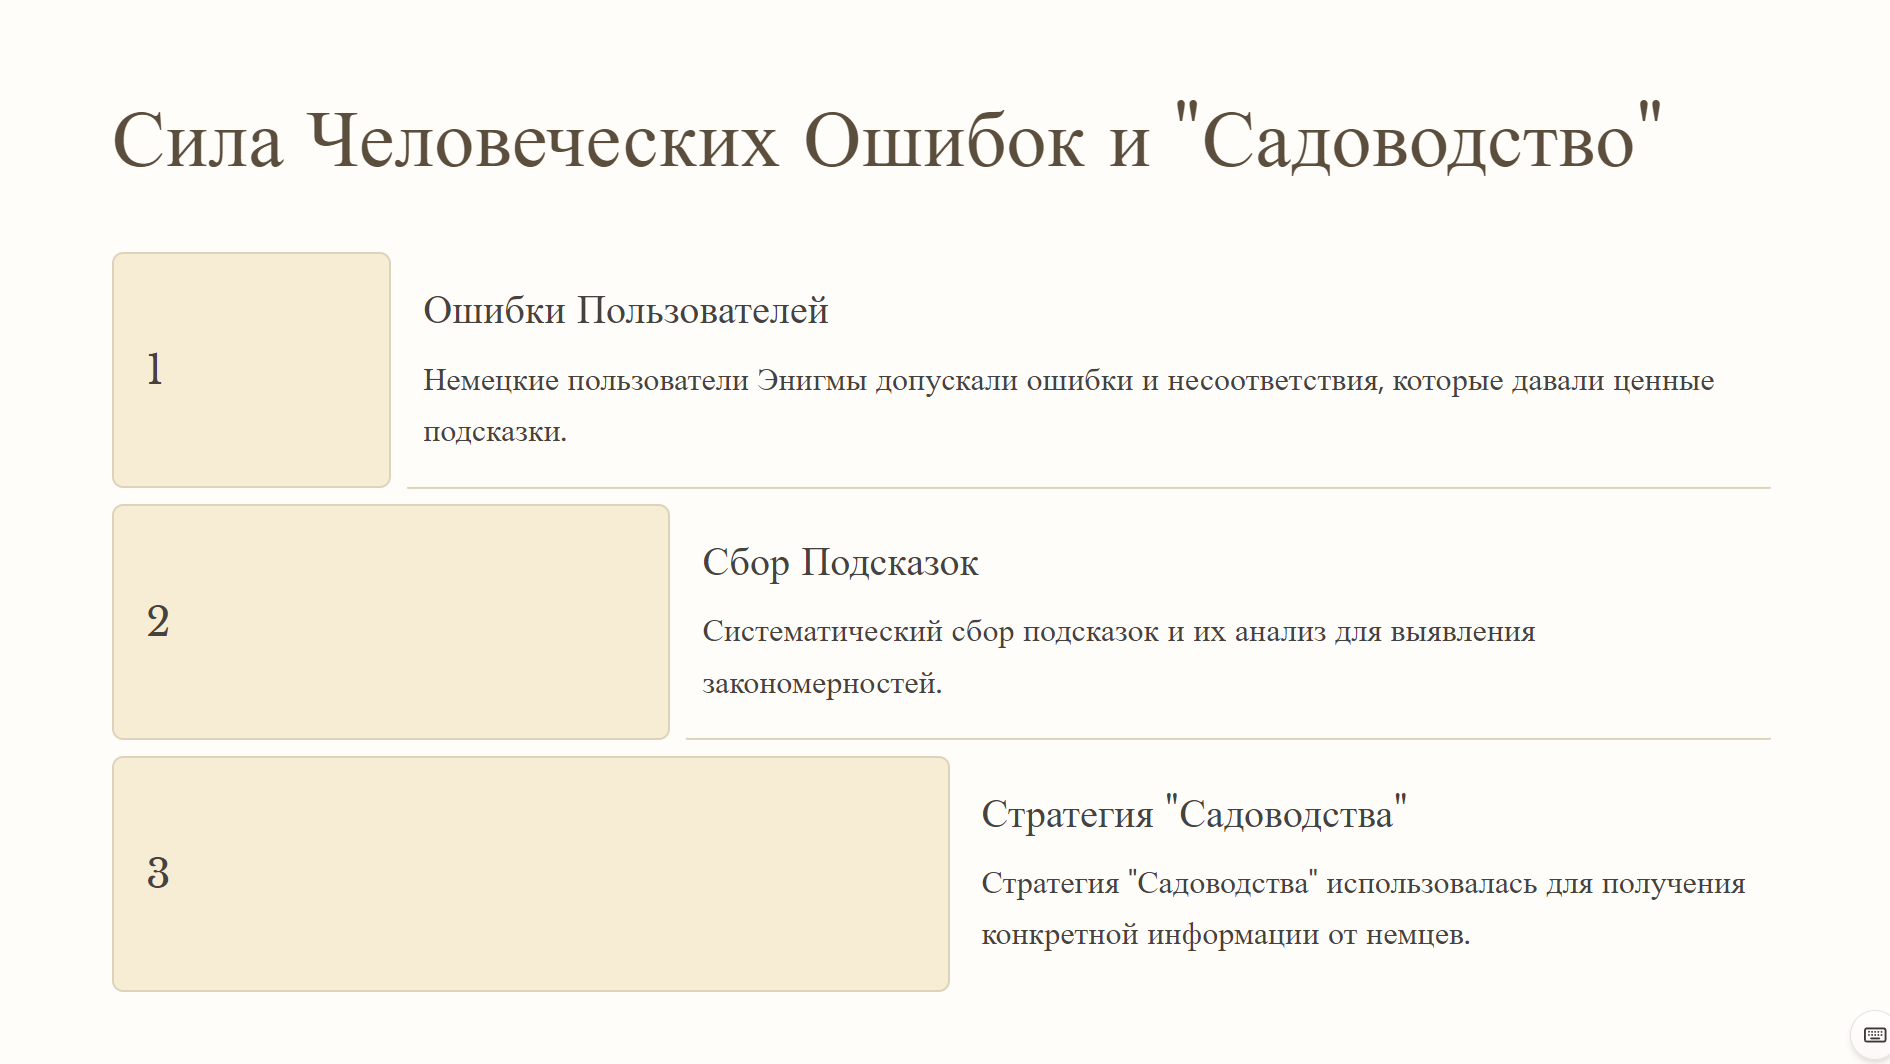 Сила Человеческих Ошибок и "Садоводство"
1
Ошибки Пользователей
Немецкие пользователи Энигмы допускали ошибки и несоответствия, которые давали ценные
подсказки.
2
Сбор Подсказок
Систематический сбор подсказок и их анализ для выявления
закономерностей.
3
Стратегия "Садоводства"
Стратегия "Садоводства" использовалась для получения
конкретной информации от немцев.